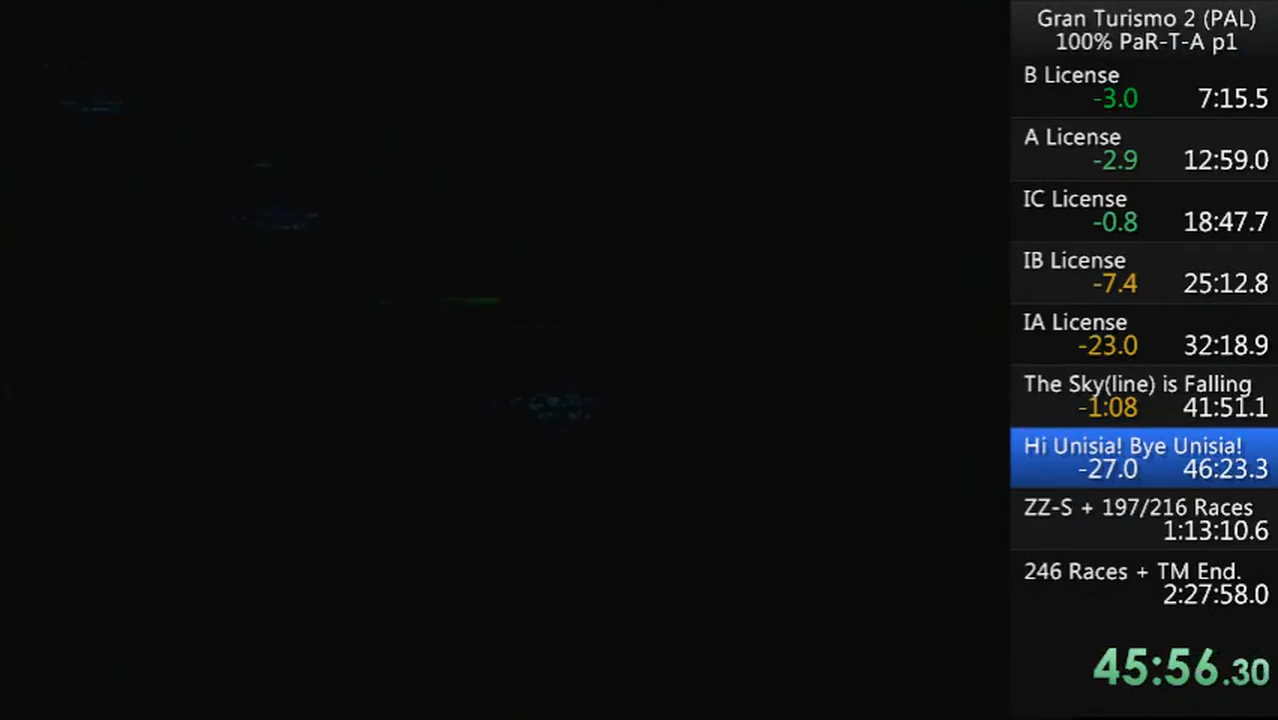 Gran Turismo 2 (PAL)
100% PaR-T-A p1
B License
-3.0 7:15.5
A License
-2.9 12:59.0
IC License
-0.8 18:47.7
IB License
-7.4 25:12.8
IA License
-23.0 32:18.9
The Sky(line) is Falling
-1:08 41:51.1
Hi Unisia! Bye Unisia!
-27.0 46:23.3
ZZ-S + 197/216 Races
1:13:10.6
246 Races + TM End.
2:27:58.0
45:56.30